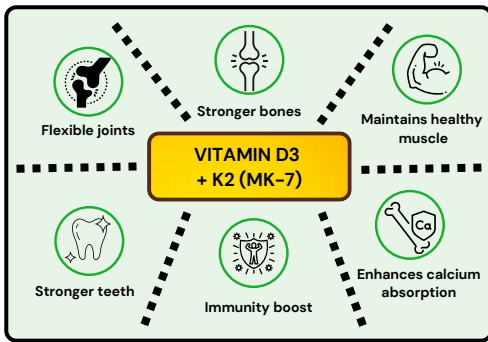 Flexible joints
Stronger bones
Maintains healthy
muscle
VITAMIN D3
+ K2 (MK-7)
Stronger teeth
Immunity boost
Ca
Enhances calcium
absorption